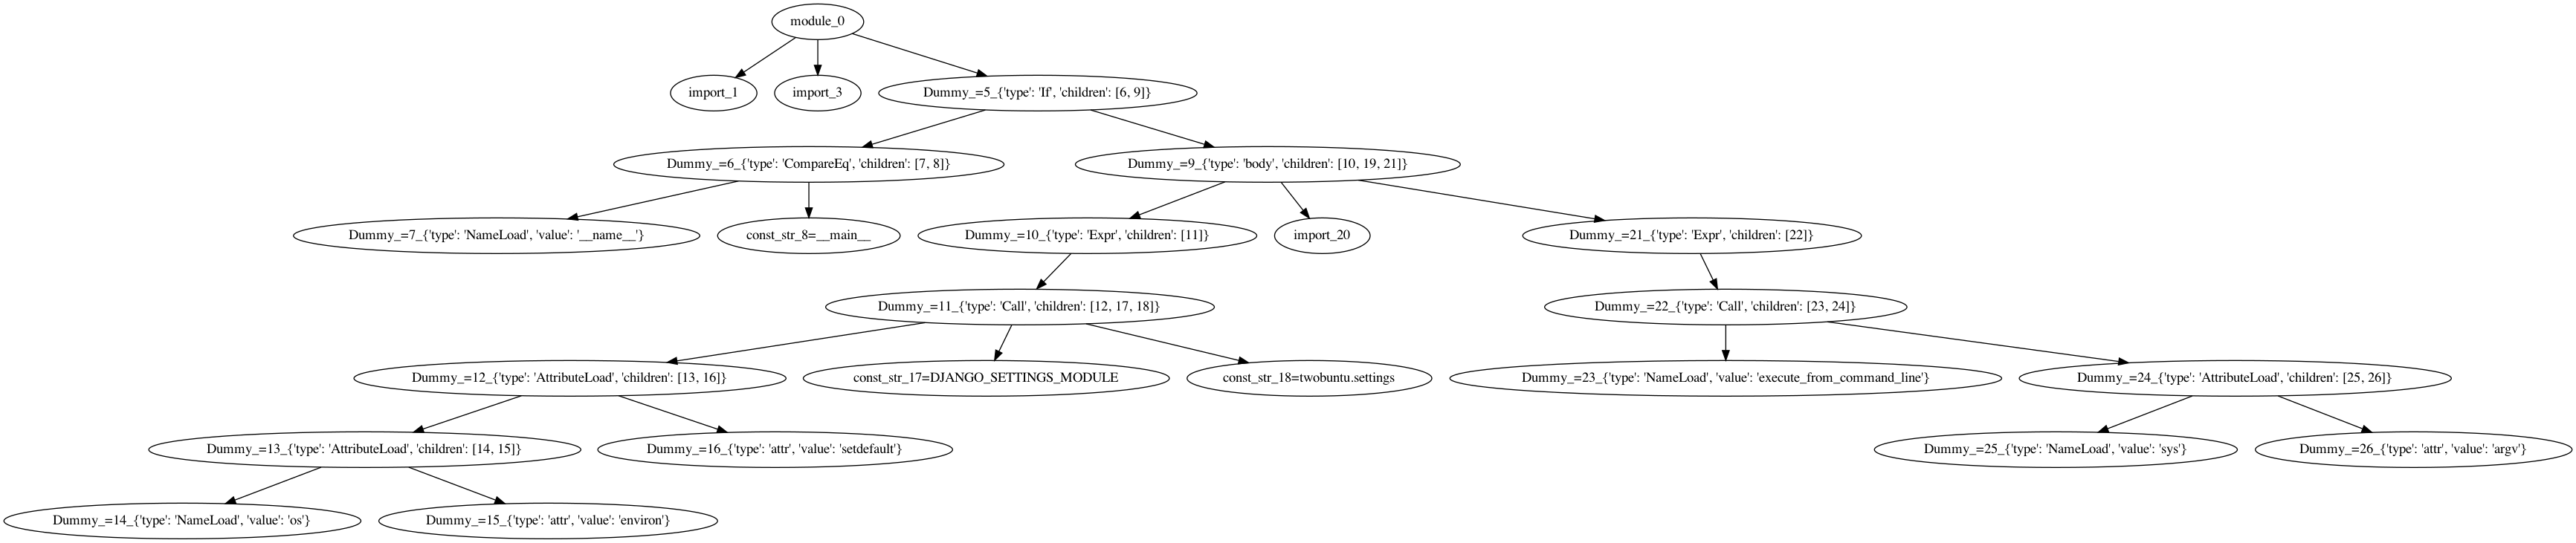 module_0
import_1
import_3
Dummy_=5_{'type': 'If', 'children': [6, 9]}
Dummy_=6_{'type': 'CompareEq', 'children': [7, 8]}
Dummy_=9_{'type': 'body', 'children': [10, 19, 21]}
Dummy_=7_{'type': 'NameLoad', 'value': '__name__'}
const_str_8=__main__
Dummy_=10_{'type': 'Expr', 'children': [11]}
import_20
Dummy_=21_{'type': 'Expr', 'children': [22]}
Dummy_=11_{'type': 'Call', 'children': [12, 17, 18]}
Dummy_=22_{'type': 'Call', 'children': [23, 24]}
Dummy_=12_{'type': 'AttributeLoad', 'children': [13, 16]}
const_str_17=DJANGO_SETTINGS_MODULE
const_str_18=twobuntu.settings
Dummy_=23_{'type': 'NameLoad', 'value': 'execute_from_command_line'}
Dummy_=24_{'type': 'AttributeLoad', 'children': [25, 26]}
Dummy_=13_{'type': 'AttributeLoad', 'children': [14, 15]}
Dummy_=16_{'type': 'attr', 'value': 'setdefault'}
Dummy_=25_{'type': 'NameLoad', 'value': 'sys'}
Dummy_=26_{'type': 'attr', 'value': 'argv'}
Dummy_=14_{'type': 'NameLoad', 'value': 'os'}
Dummy_=15_{'type': 'attr', 'value': 'environ'}